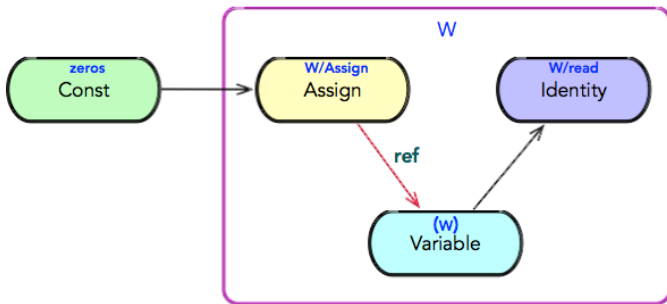 W
zeros
Const
W/Assign
Assign
W/read
Identity
ref
(w)
Variable